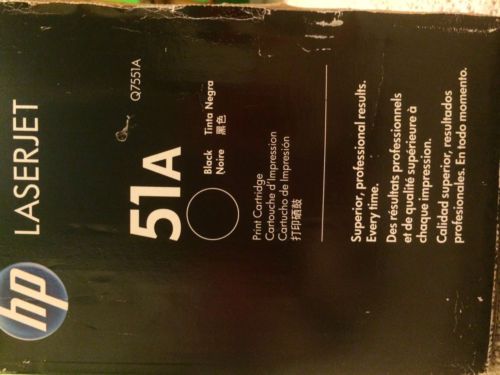 hp
LASERJET
Q7551A
51A
Black Tinta Negra
Noire 黑色
Print Cartridge
Cartouche d'Impression
Cartucho de Impresión
打印硒鼓
Superior, professional results.
Every time.
Des résultats professionnels
et de qualité supérieure à
chaque impression.
Calidad superior, resultados
profesionales. En todo momento.